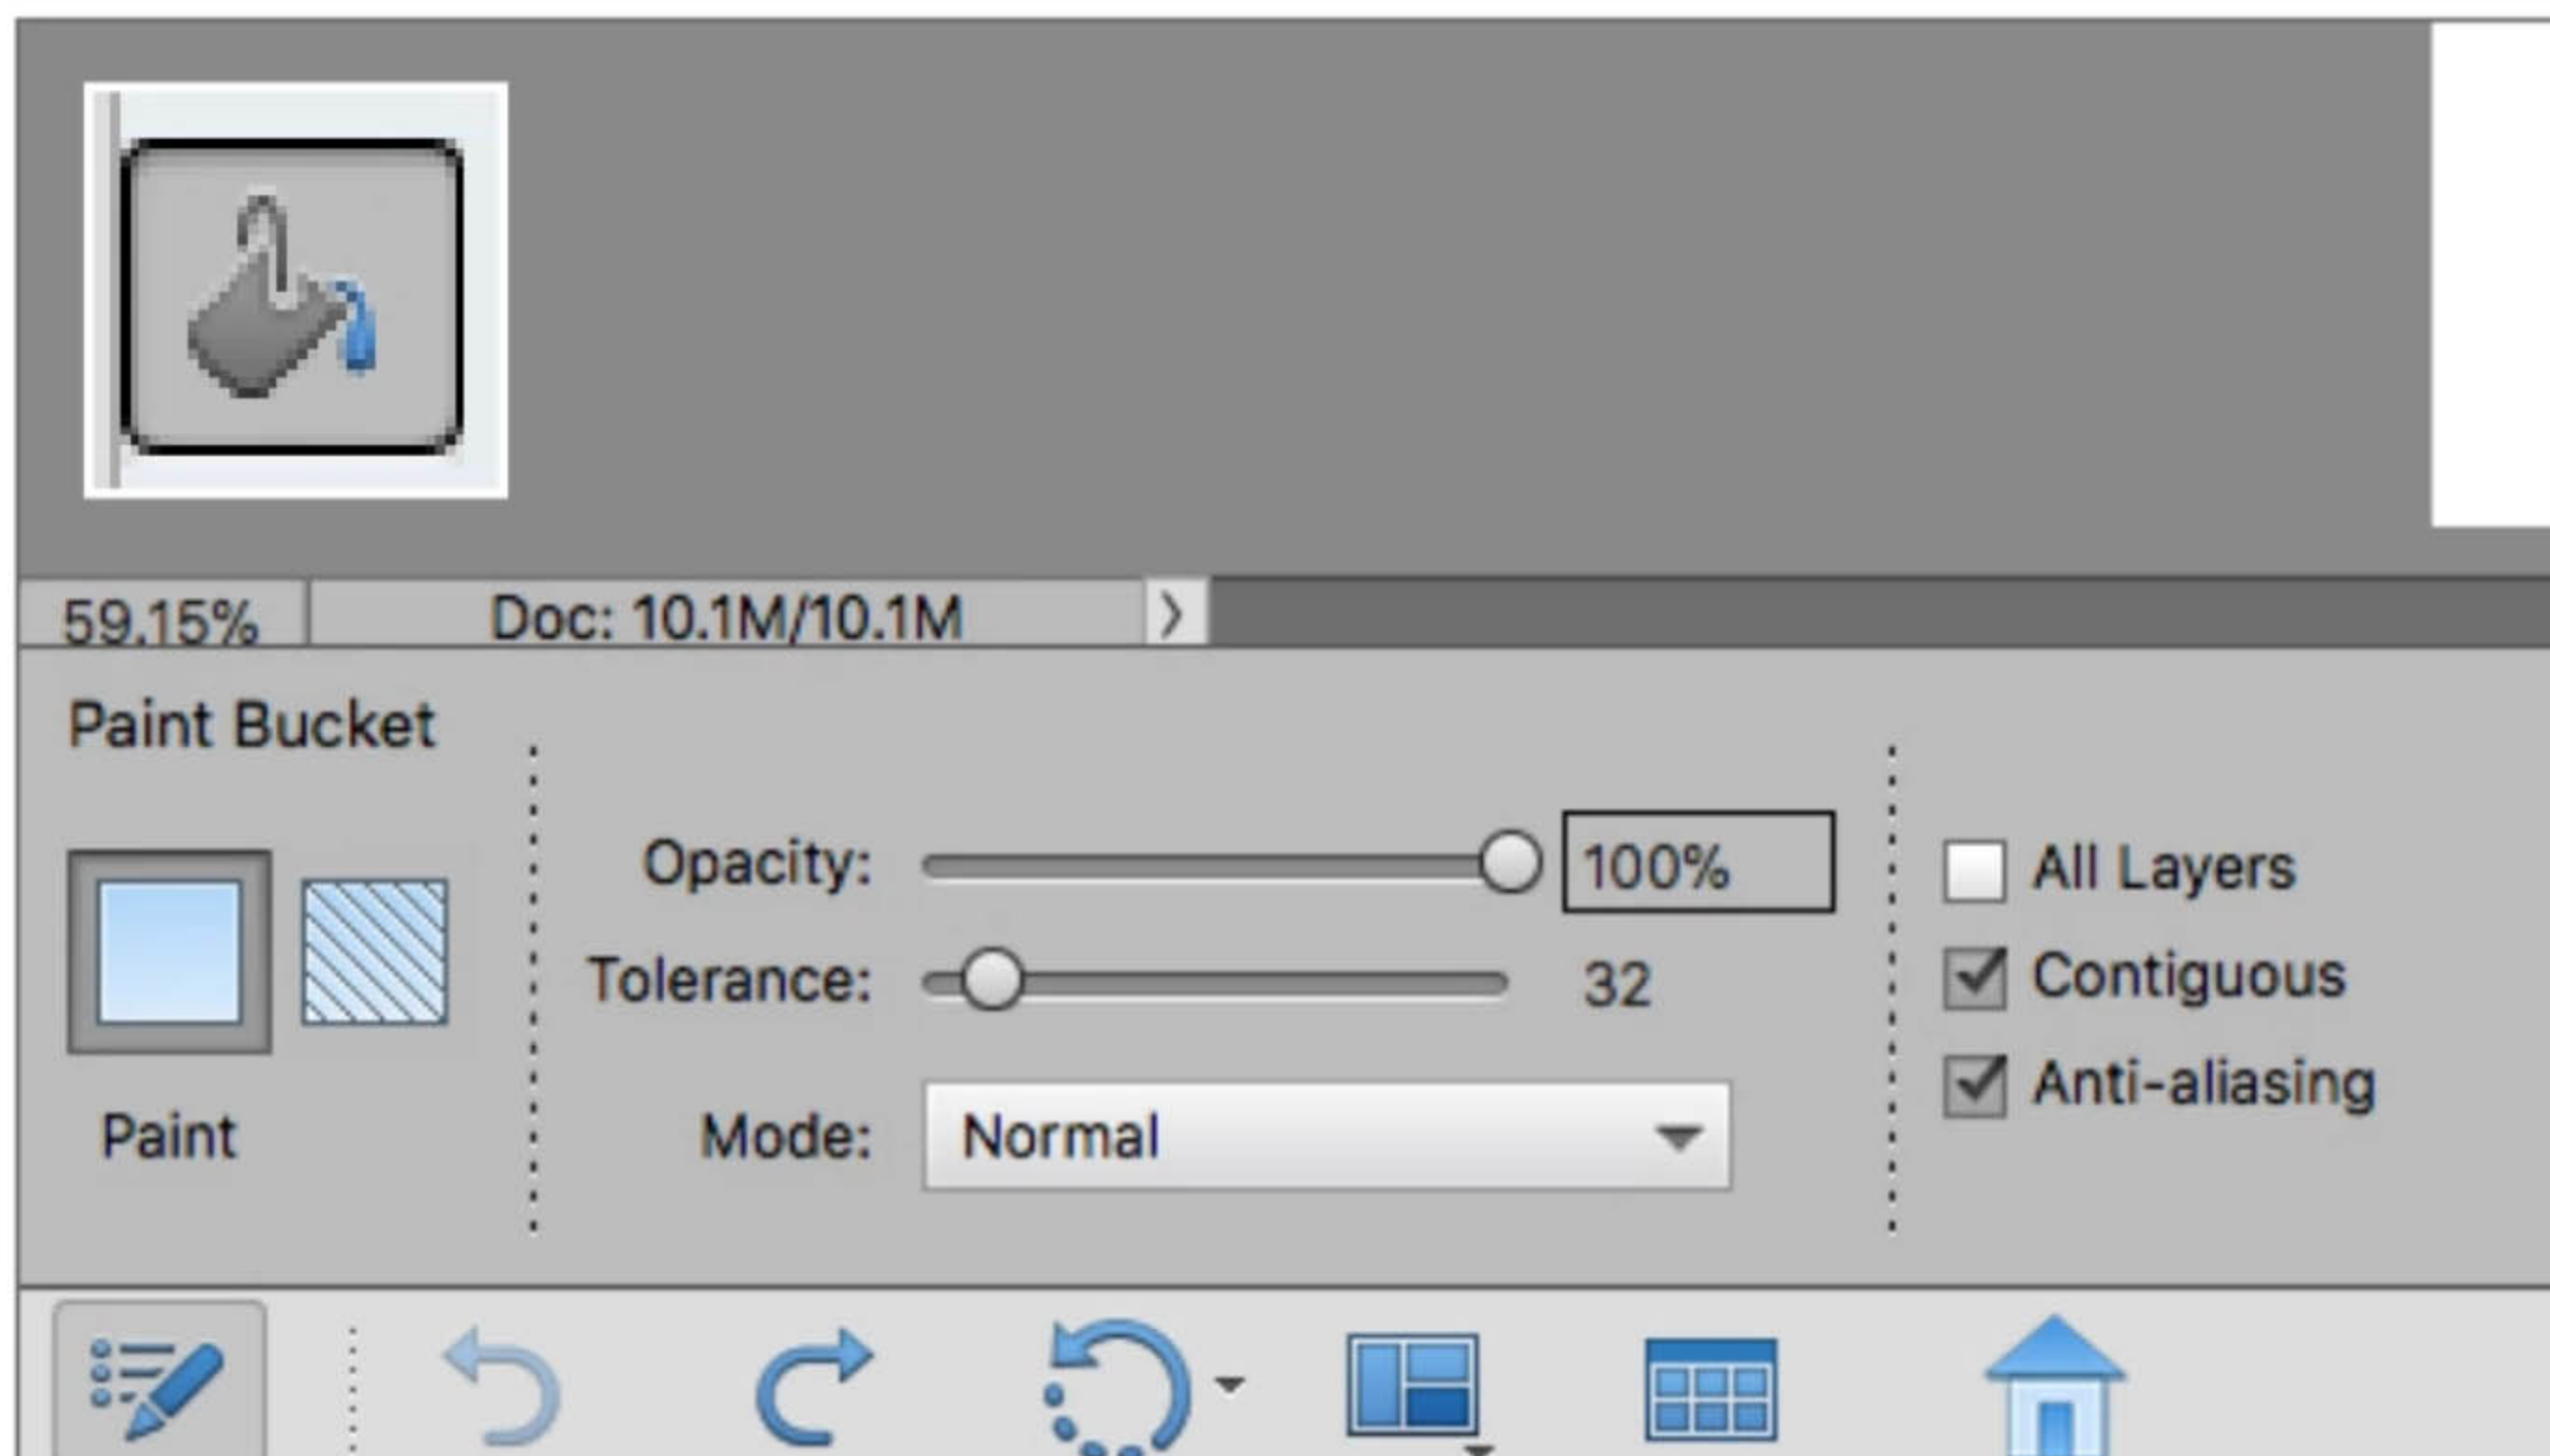 59.15% Doc: 10.1M/10.1M >
Paint Bucket
Opacity: 100% All Layers
Tolerance: 32 Contiguous
Anti-aliasing
Paint Mode: Normal